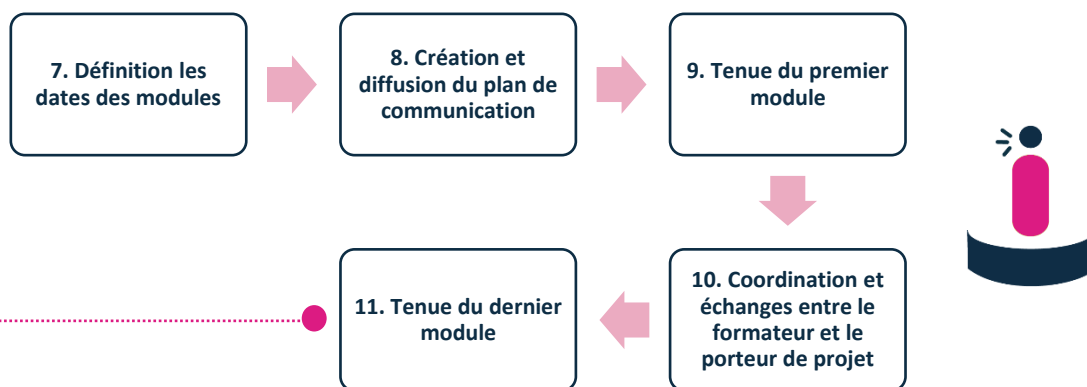 7. Définition les
dates des modules
8. Création et
diffusion du plan de
communication
9. Tenue du premier
module
10. Coordination et
échanges entre le
formateur et le
porteur de projet
11. Tenue du dernier
module